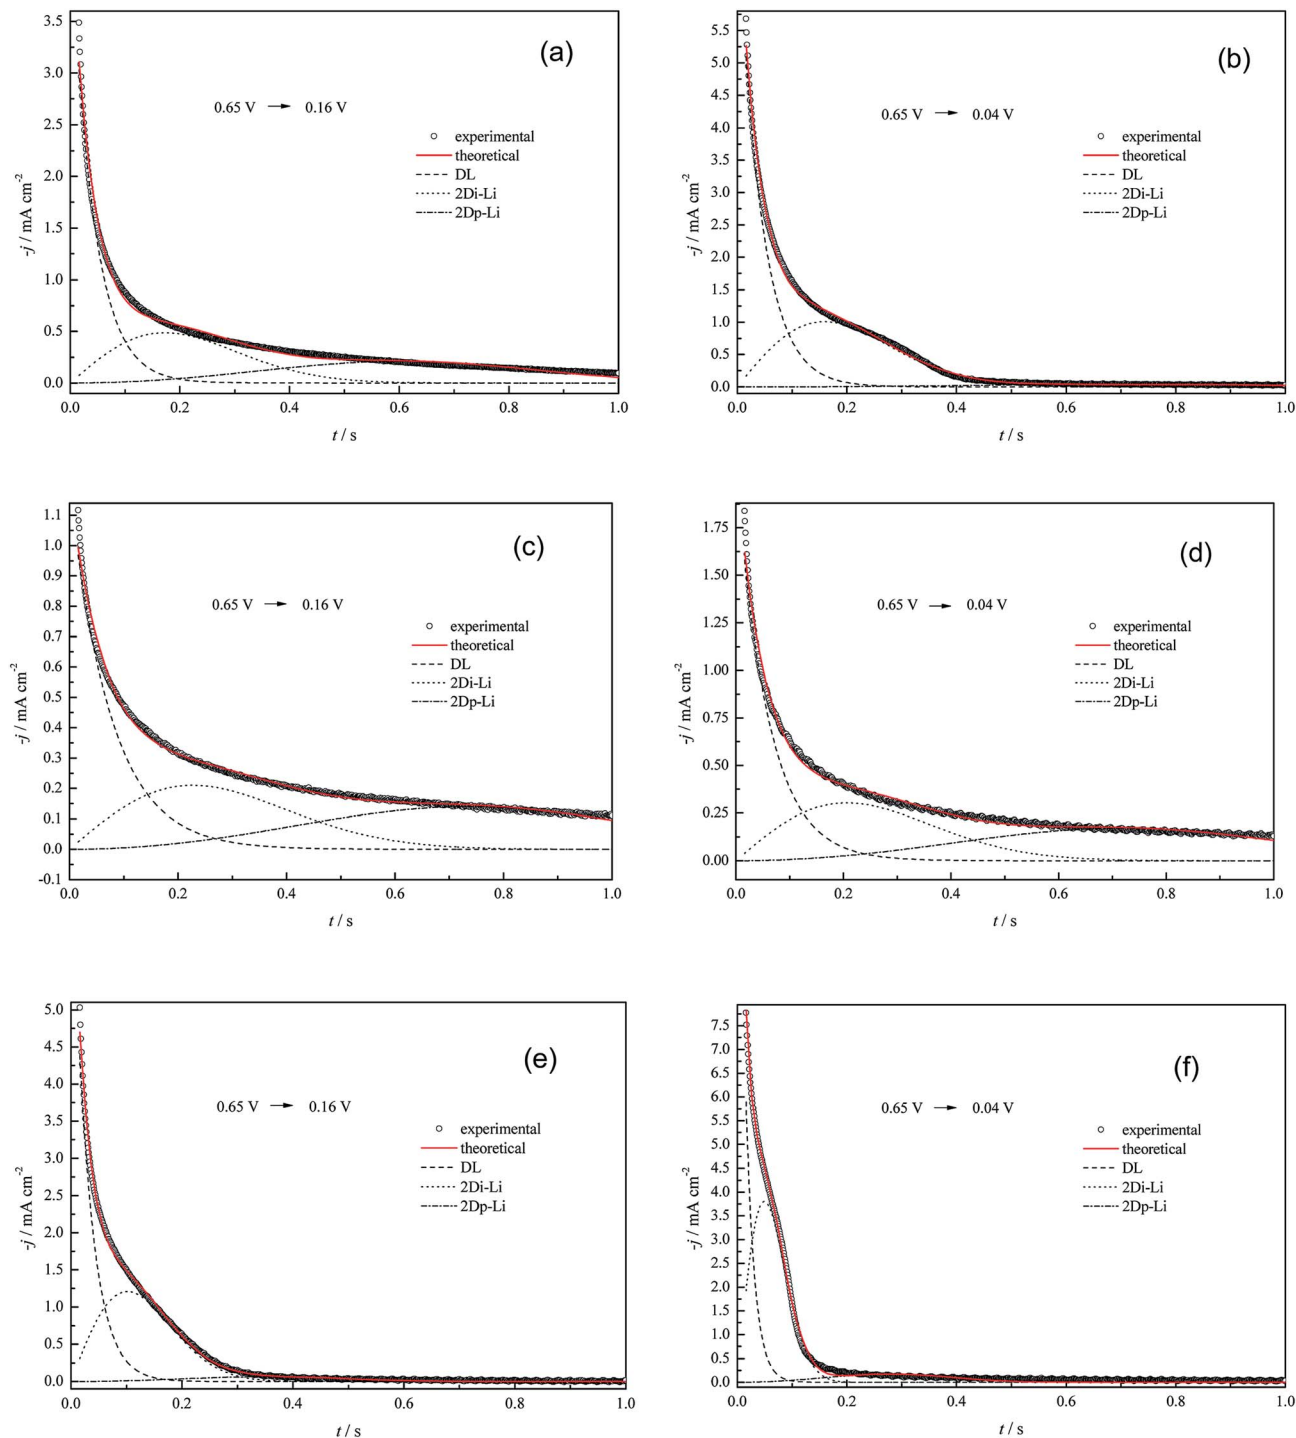 (a)
0.65 V → 0.16 V
experimental
theoretical
DL
2Di-Li
2Dp-Li
-j / mA cm-2
3.5
3.0
2.5
2.0
1.5
1.0
0.5
0.0
0.0 0.2 0.4 0.6 0.8 1.0
t / s
(b)
0.65 V → 0.04 V
experimental
theoretical
DL
2Di-Li
2Dp-Li
-j / mA cm-2
5.5
5.0
4.5
4.0
3.5
3.0
2.5
2.0
1.5
1.0
0.5
0.0
0.0 0.2 0.4 0.6 0.8 1.0
t / s
(c)
0.65 V → 0.16 V
experimental
theoretical
DL
2Di-Li
2Dp-Li
-j / mA cm-2
1.1
1.0
0.9
0.8
0.7
0.6
0.5
0.4
0.3
0.2
0.1
0.0
-0.1
0.0 0.2 0.4 0.6 0.8 1.0
t / s
(d)
0.65 V → 0.04 V
experimental
theoretical
DL
2Di-Li
2Dp-Li
-j / mA cm-2
1.75
1.50
1.25
1.00
0.75
0.50
0.25
0.00
0.0 0.2 0.4 0.6 0.8 1.0
t / s
(e)
0.65 V → 0.16 V
experimental
theoretical
DL
2Di-Li
2Dp-Li
-j / mA cm-2
5.0
4.5
4.0
3.5
3.0
2.5
2.0
1.5
1.0
0.5
0.0
0.0 0.2 0.4 0.6 0.8 1.0
t / s
(f)
0.65 V → 0.04 V
experimental
theoretical
DL
2Di-Li
2Dp-Li
-j / mA cm-2
7.5
7.0
6.5
6.0
5.5
5.0
4.5
4.0
3.5
3.0
2.5
2.0
1.5
1.0
0.5
0.0
0.0 0.2 0.4 0.6 0.8 1.0
t / s